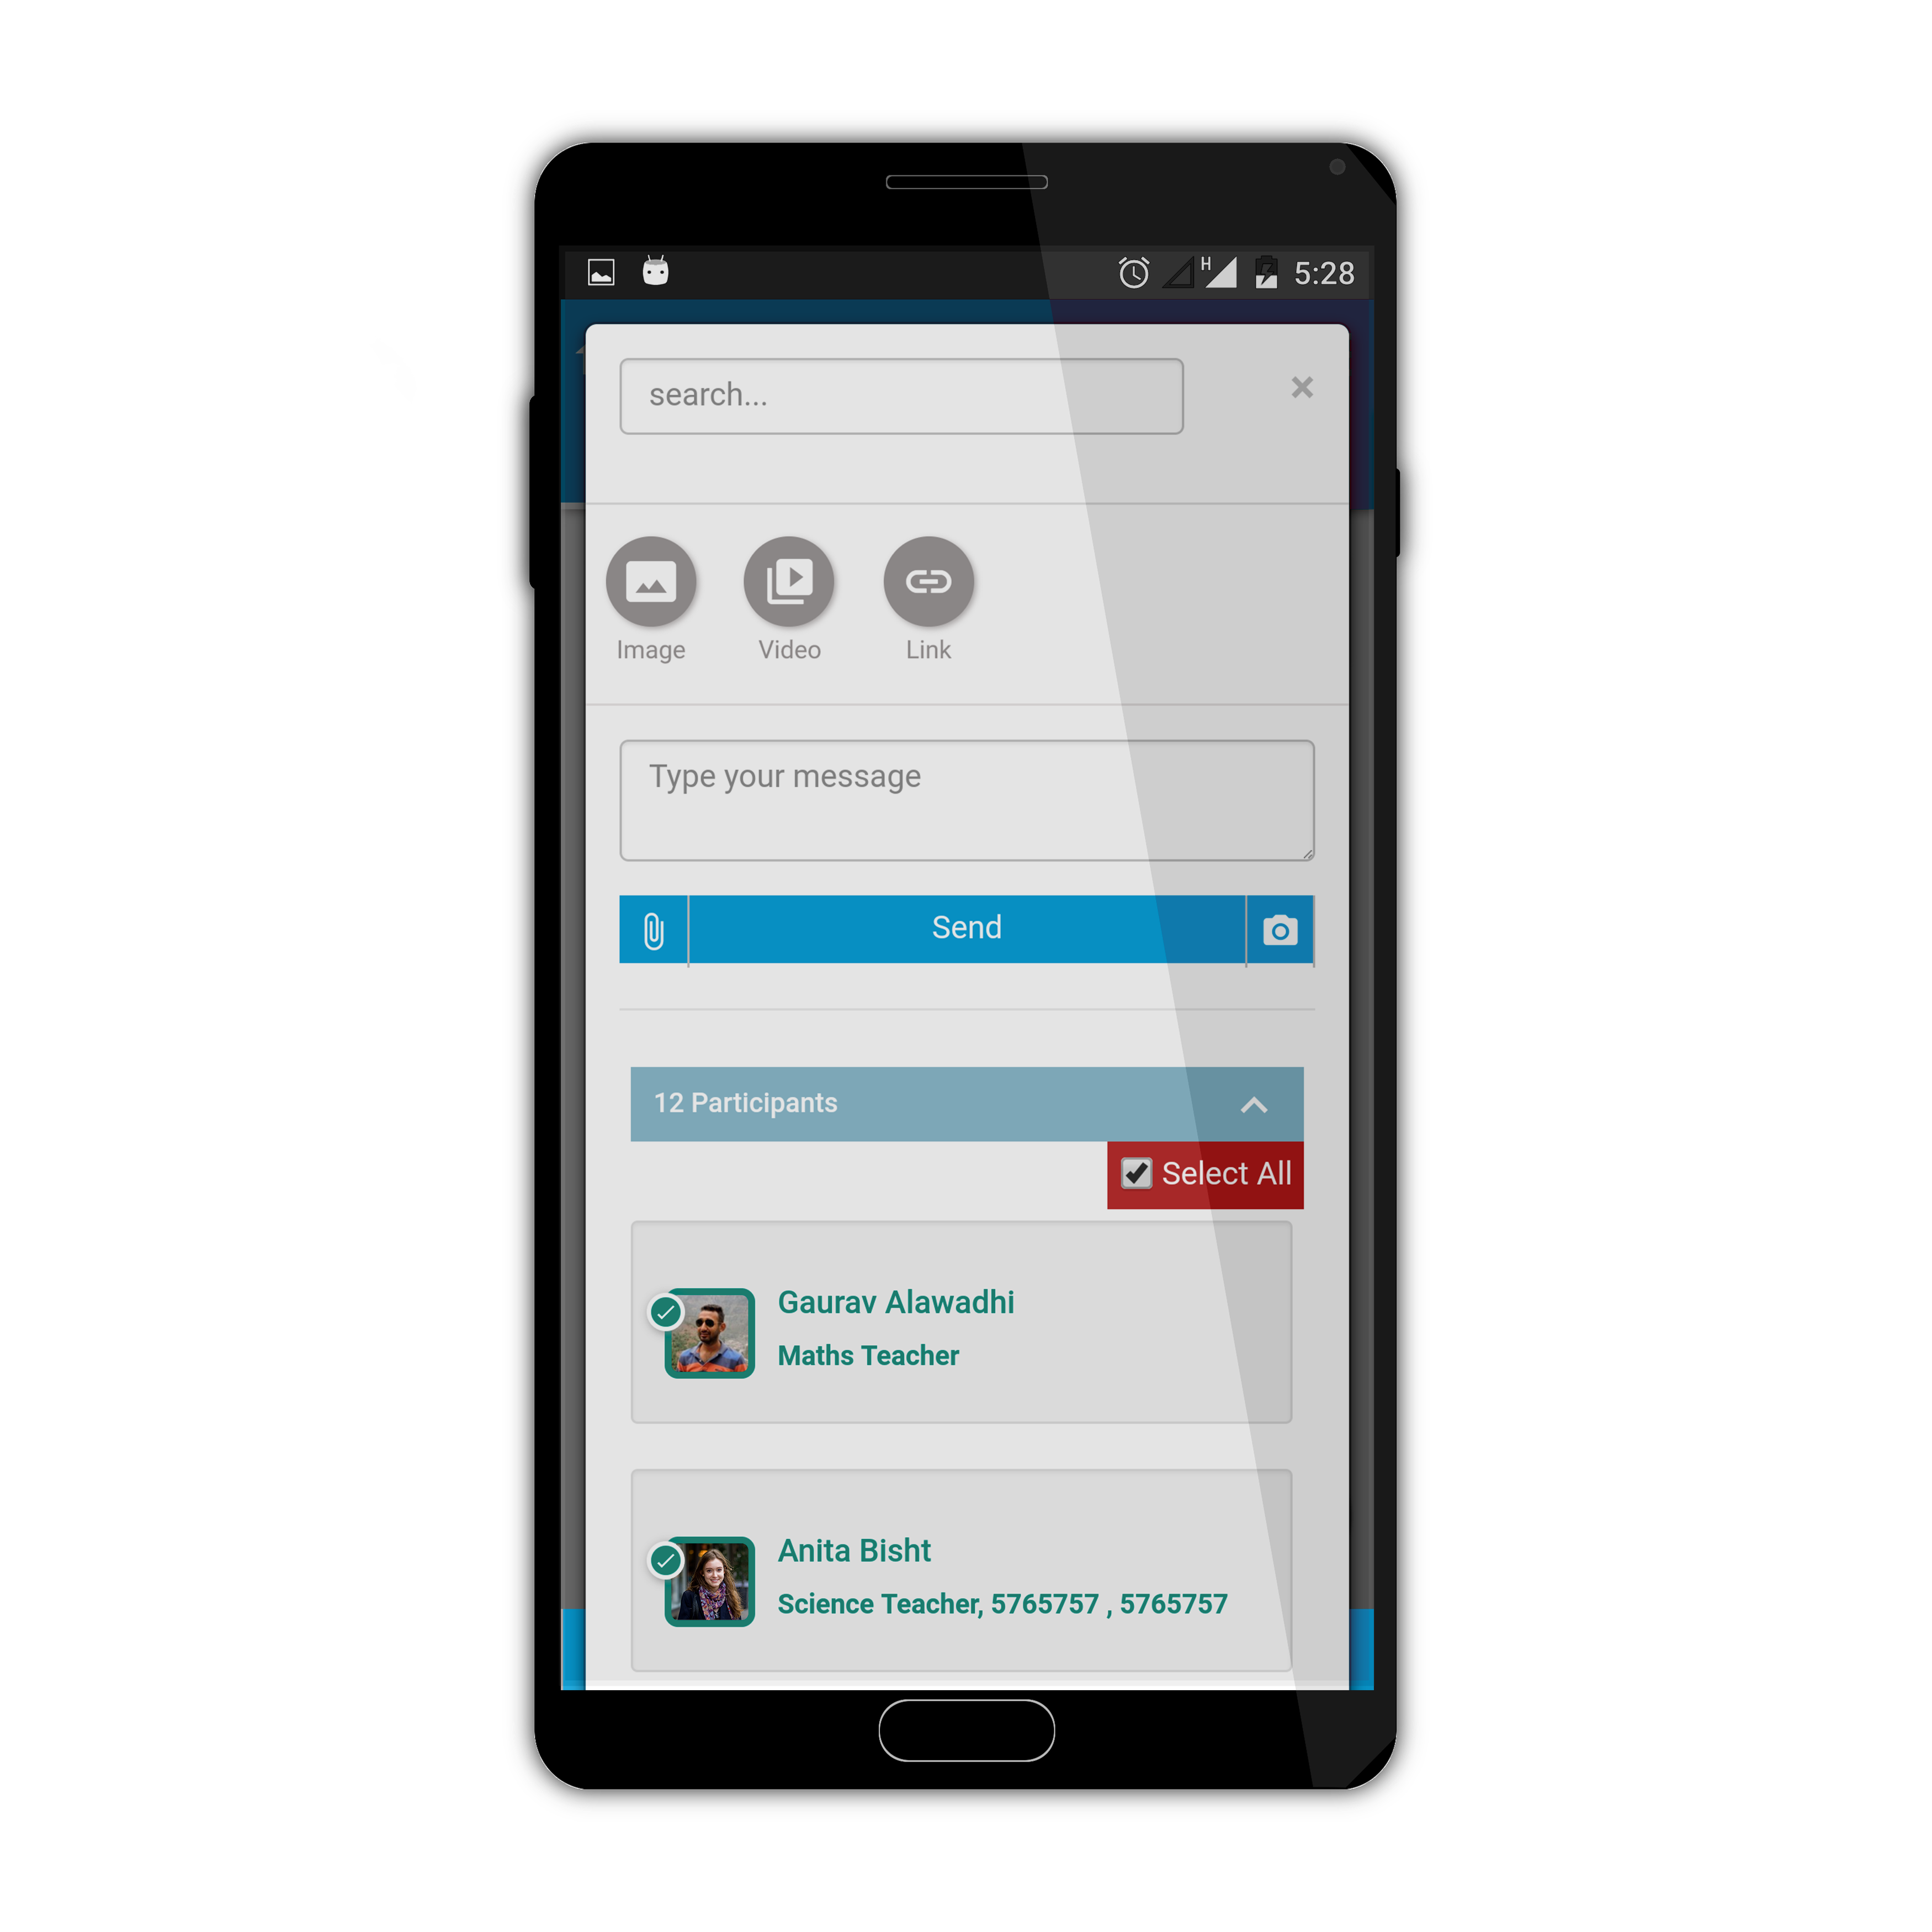 H 5:28
search...
Image Video Link
Type your message
Send
12 Participants
Select All
Gaurav Alawadhi
Maths Teacher
Anita Bisht
Science Teacher, 5765757 , 5765757